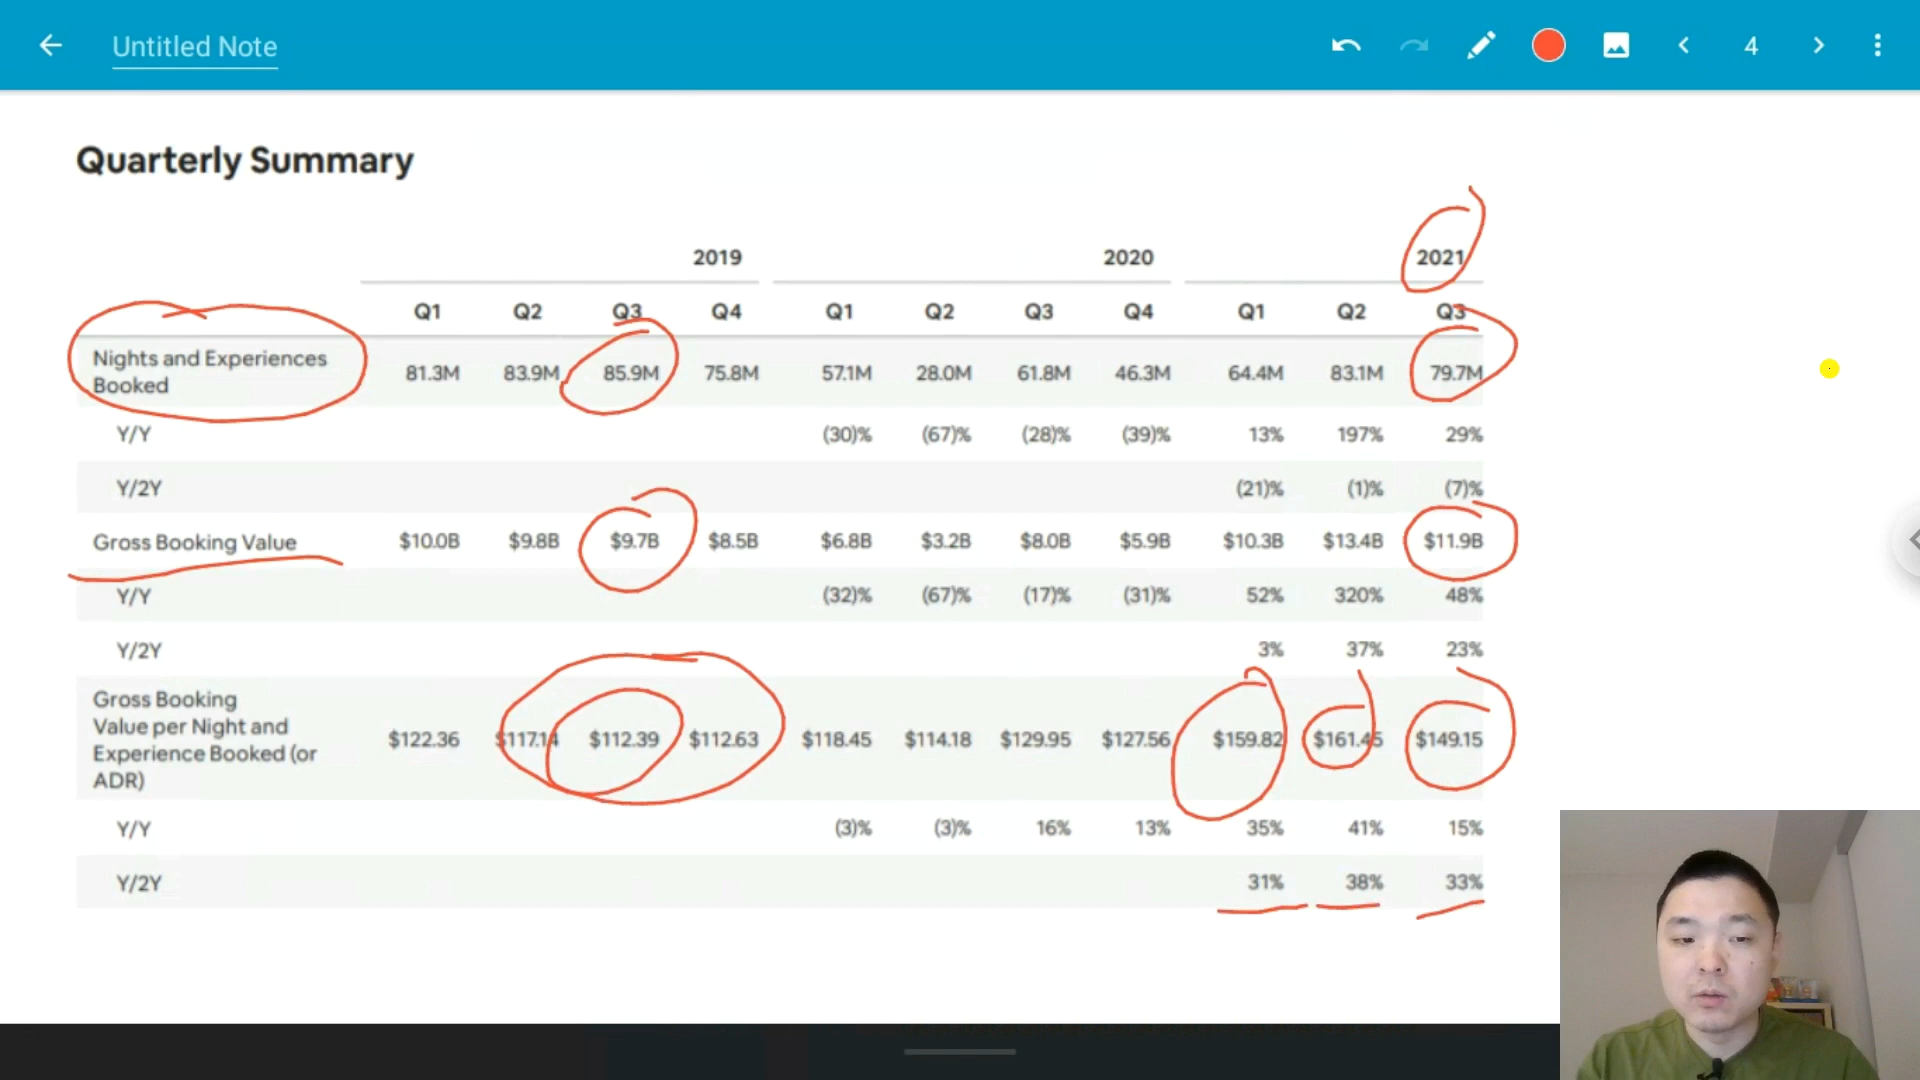 Untitled Note
4
Quarterly Summary
2019 2020 2021
Q1 Q2 Q3 Q4 Q1 Q2 Q3 Q4 Q1 Q2 Q3
Nights and Experiences
Booked
81.3M 83.9M 85.9M 75.8M 57.1M 28.0M 61.8M 46.3M 64.4M 83.1M 79.7M
Y/Y (30)% (67)% (28)% (39)% 13% 197% 29%
Y/2Y (21)% (1)% (7)%
Gross Booking Value $10.0B $9.8B $9.7B $8.5B $6.8B $3.2B $8.0B $5.9B $10.3B $13.4B $11.9B
Y/Y (32)% (67)% (17)% (31)% 52% 320% 48%
Y/2Y 3% 37% 23%
Gross Booking
Value per Night and
Experience Booked (or
ADR)
$122.36 $117.14 $112.39 $112.63 $118.45 $114.18 $129.95 $127.56 $159.82 $161.45 $149.15
Y/Y (3)% (3)% 16% 13% 35% 41% 15%
Y/2Y 31% 38% 33%